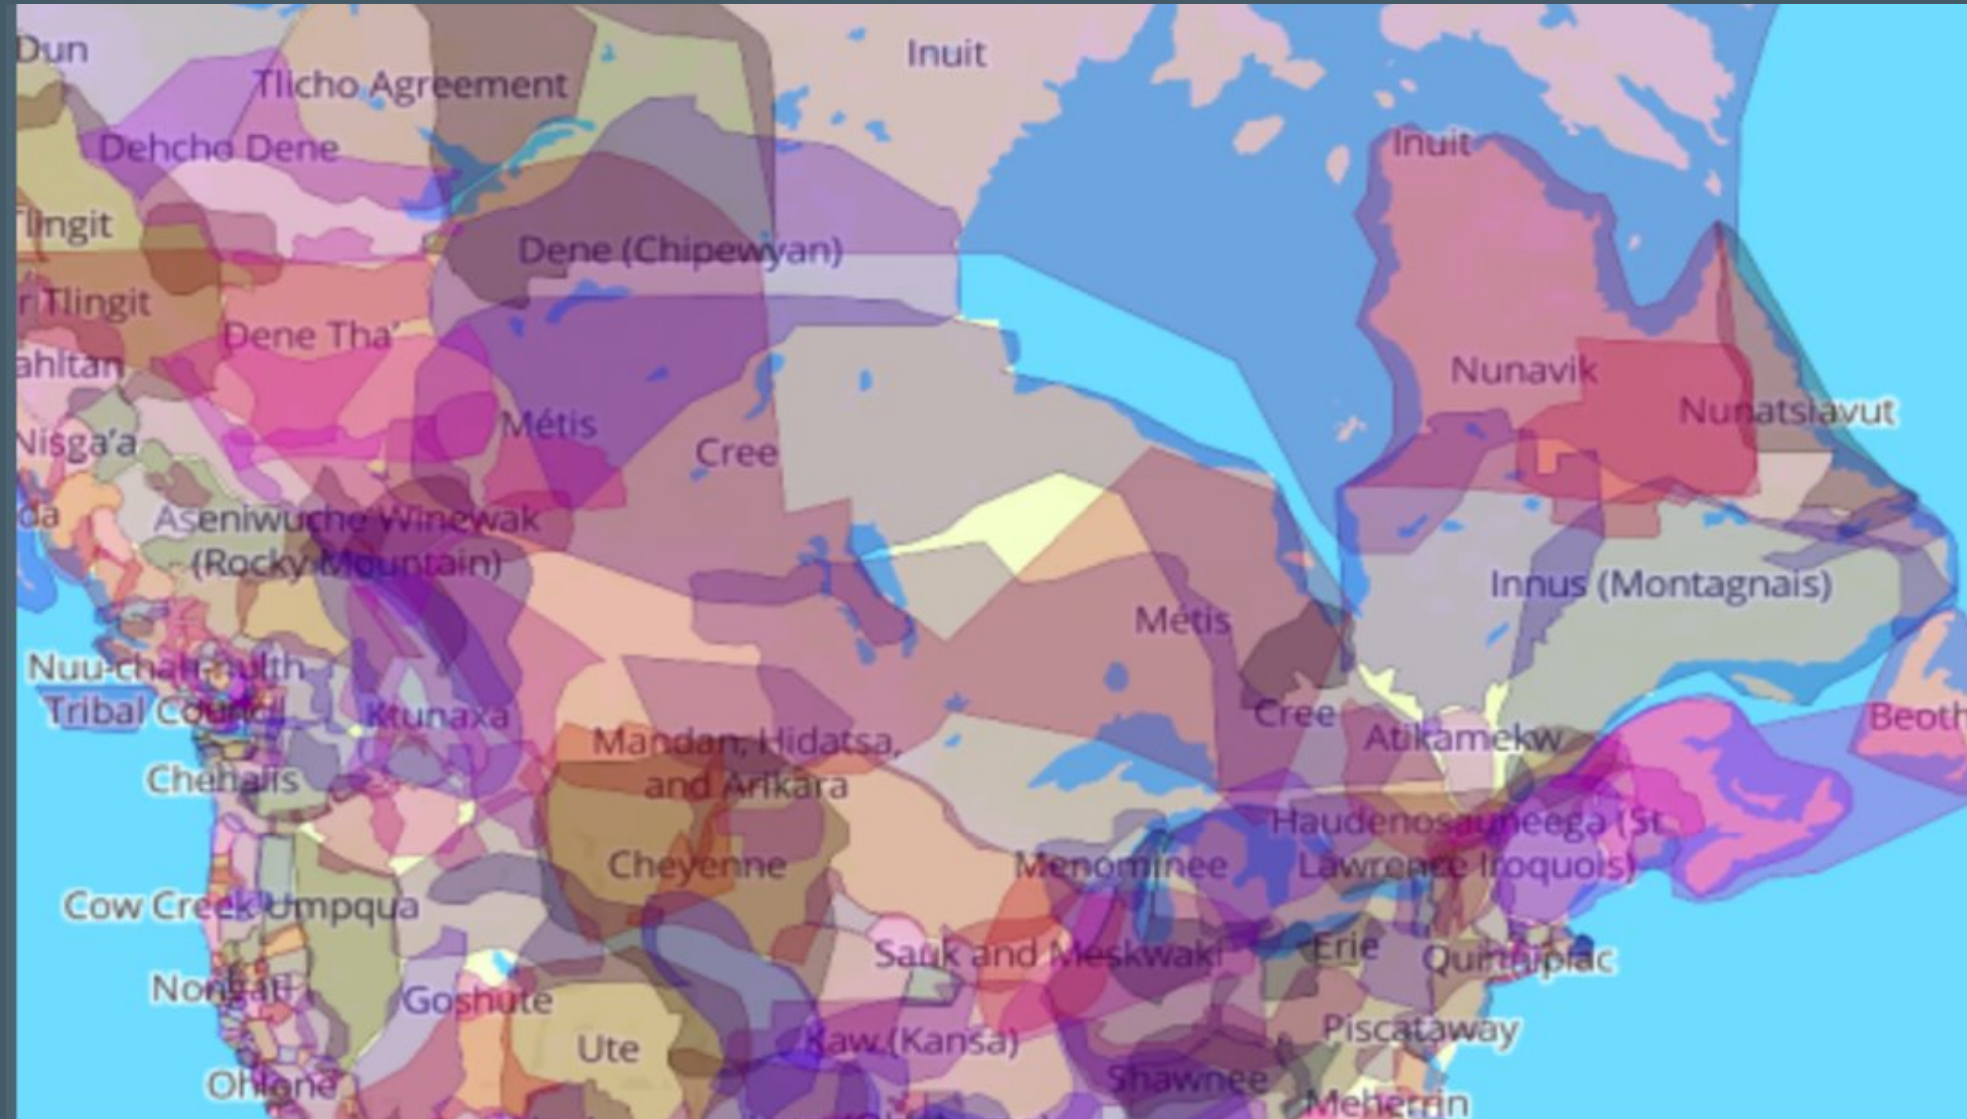 Dun
Inuit
Tlicho Agreement
Dehcho Dene
Inuit
Tlingit
Dene (Chipewyan)
r Tlingit
Dene Tha'
ahltan
Nunavik
Nunatsiavut
Métis
Nisga'a
Cree
da
Aseniwuche Winewak
(Rocky Mountain)
Innus (Montagnais)
Métis
Nuu-chah-nulth
Tribal Council
Ktunaxa
Cree
Atikamekw
Beoth
Mandan, Hidatsa,
and Arikara
Chehalis
Haudenosauneega (St
Lawrence Iroquois)
Cheyenne
Menominee
Cow Creek Umpqua
Sauk and Meskwaki
Erie
Quinnipiac
Nongatl
Goshute
Ute
Kaw (Kansa)
Piscataway
Ohlone
Shawnee
Meherrin